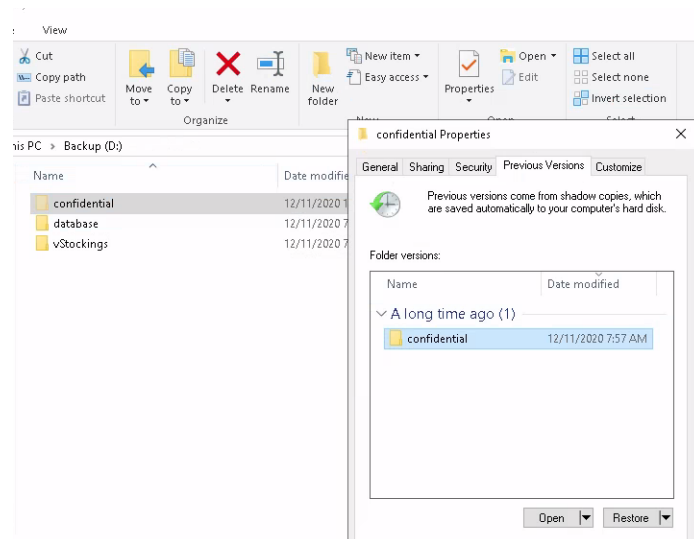 View
Cut
Copy path
Paste shortcut
Move to
Copy to
Delete
Rename
New folder
New item
Easy access
Properties
Open
Edit
Select all
Select none
Invert selection
Organize
his PC > Backup (D:)
Name Date modifie
confidential 12/11/2020 1
database 12/11/2020 7
vStockings 12/11/2020 7
confidential Properties
General Sharing Security Previous Versions Customize
Previous versions come from shadow copies, which
are saved automatically to your computer's hard disk.
Folder versions:
Name Date modified
A long time ago (1)
confidential 12/11/2020 7:57 AM
Open Restore